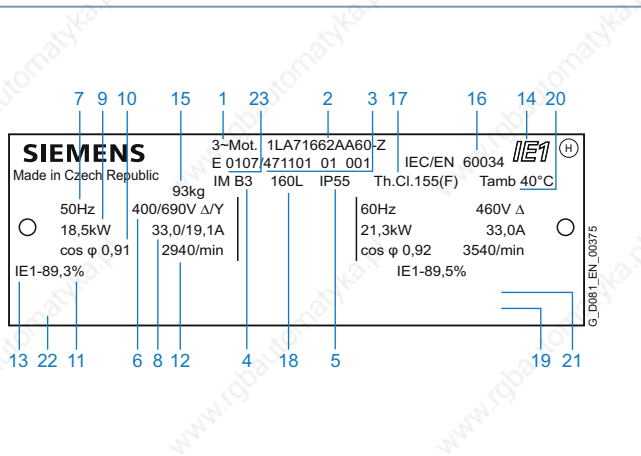 7 9 10 15 1 23 2 3 17 16 14 20
SIEMENS
Made in Czech Republic
3~Mot. 1LA71662AA60-Z
E 0107/471101 01 001
IEC/EN 60034 IE1 H
93kg
IM B3 160L IP55 Th.Cl.155(F) Tamb 40°C
50Hz 400/690V Δ/Y
60Hz 460V Δ
18,5kW 33,0/19,1A
21,3kW 33,0A
cos φ 0,91 2940/min
cos φ 0,92 3540/min
IE1-89,3%
IE1-89,5%
13 22 11 6 8 12 4 18 5 19 21
G_D081_EN_00375
www.rgbautomatyka.pl